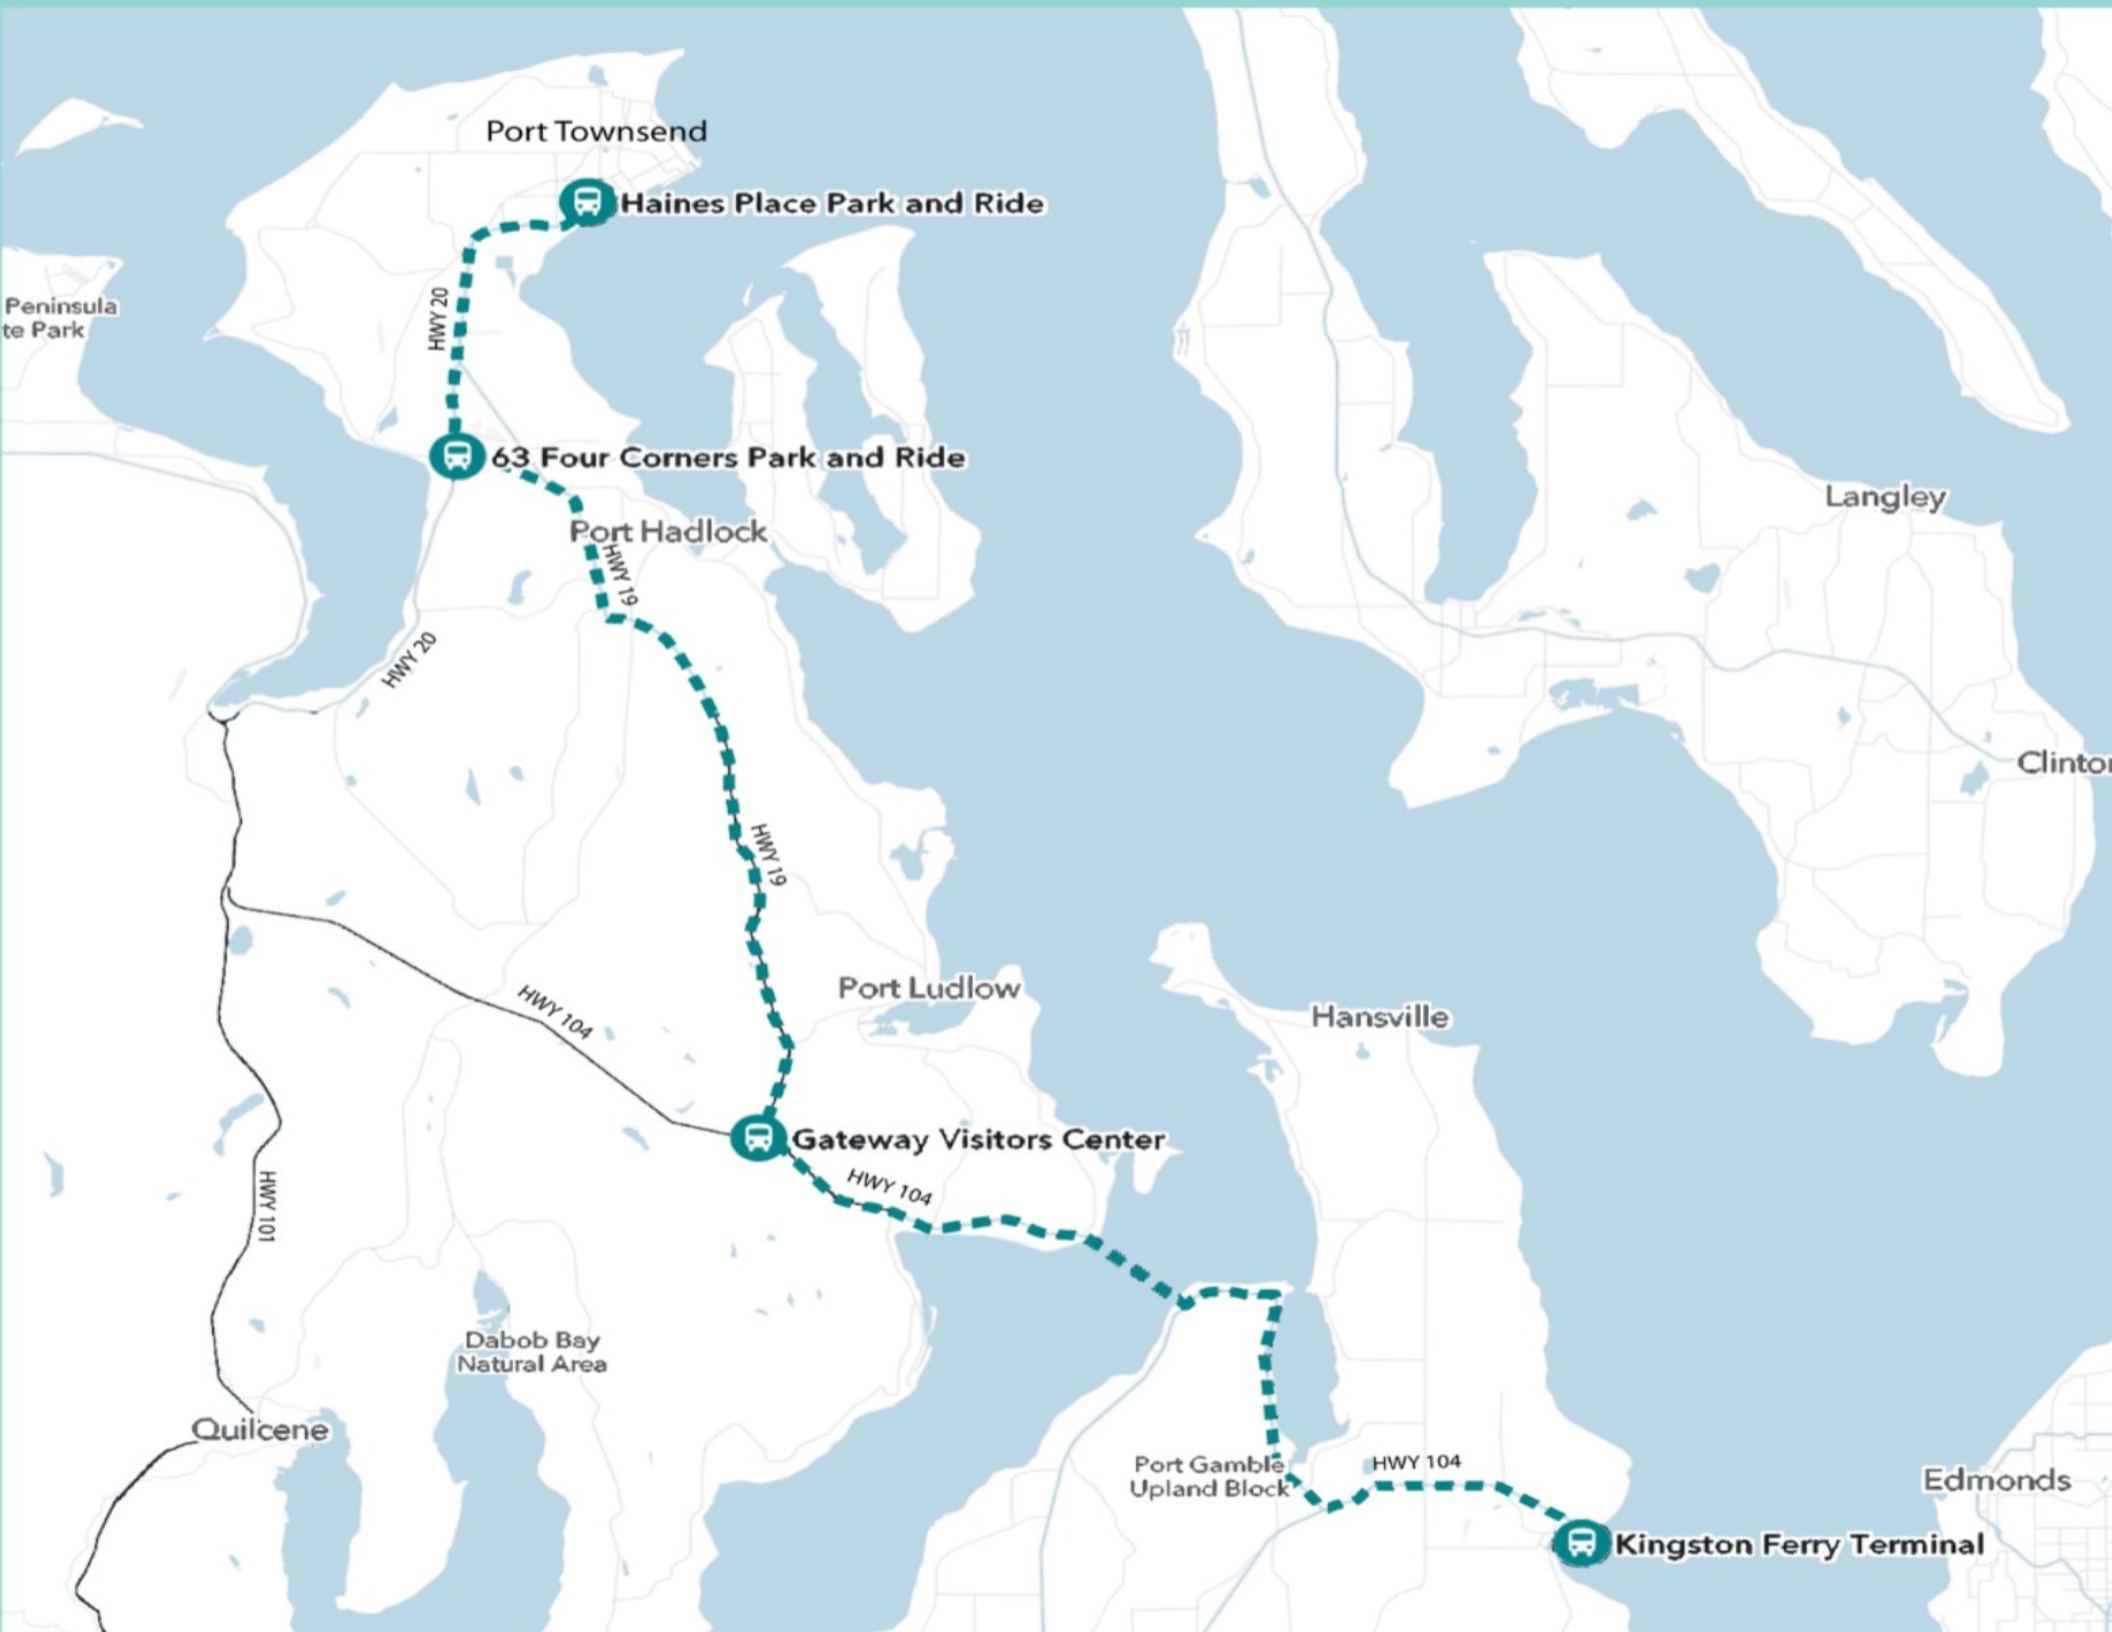 Port Townsend
Haines Place Park and Ride
Peninsula
te Park
HWY 20
63 Four Corners Park and Ride
Langley
Port Hadlock
HWY 19
HWY 20
Clinton
HWY 19
Port Ludlow
HWY 104
Hansville
Gateway Visitors Center
HWY 104
HWY 101
Dabob Bay
Natural Area
Quilcene
Port Gamble
Upland Block
HWY 104
Edmonds
Kingston Ferry Terminal